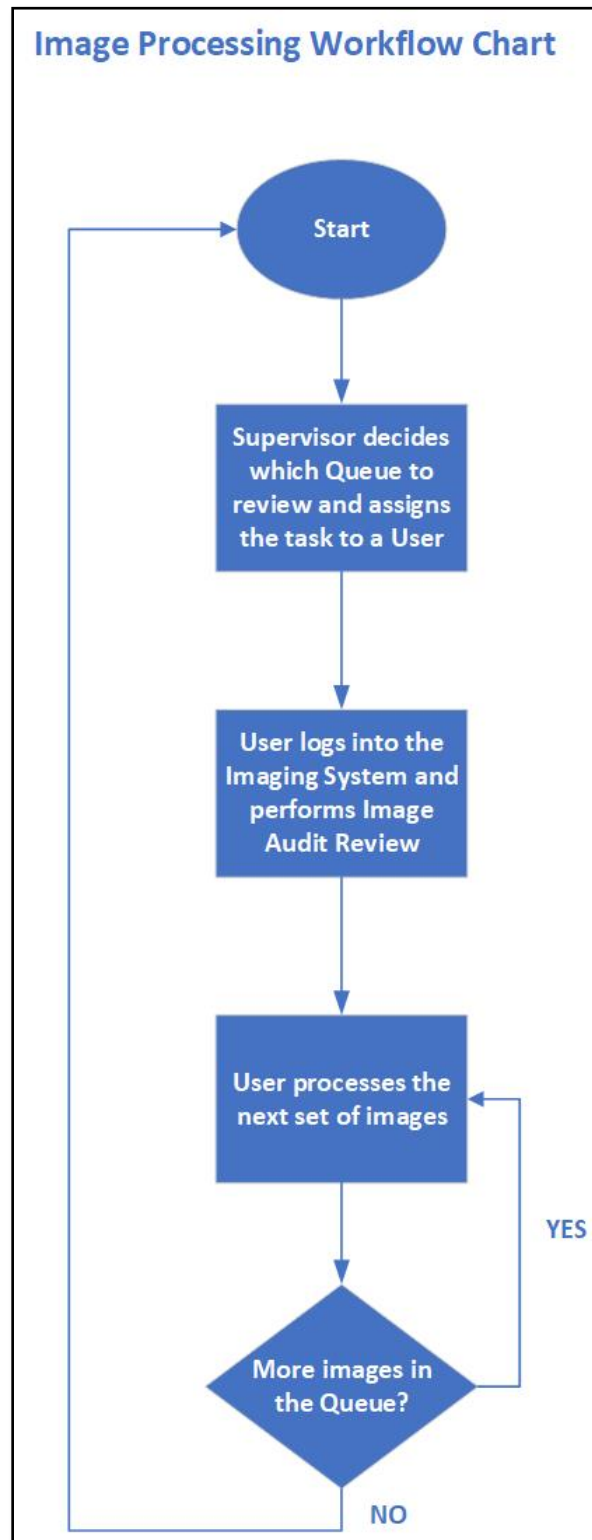 Image Processing Workflow Chart
Start
Supervisor decides
which Queue to
review and assigns
the task to a User
User logs into the
Imaging System and
performs Image
Audit Review
User processes the
next set of images
YES
More images in
the Queue?
NO